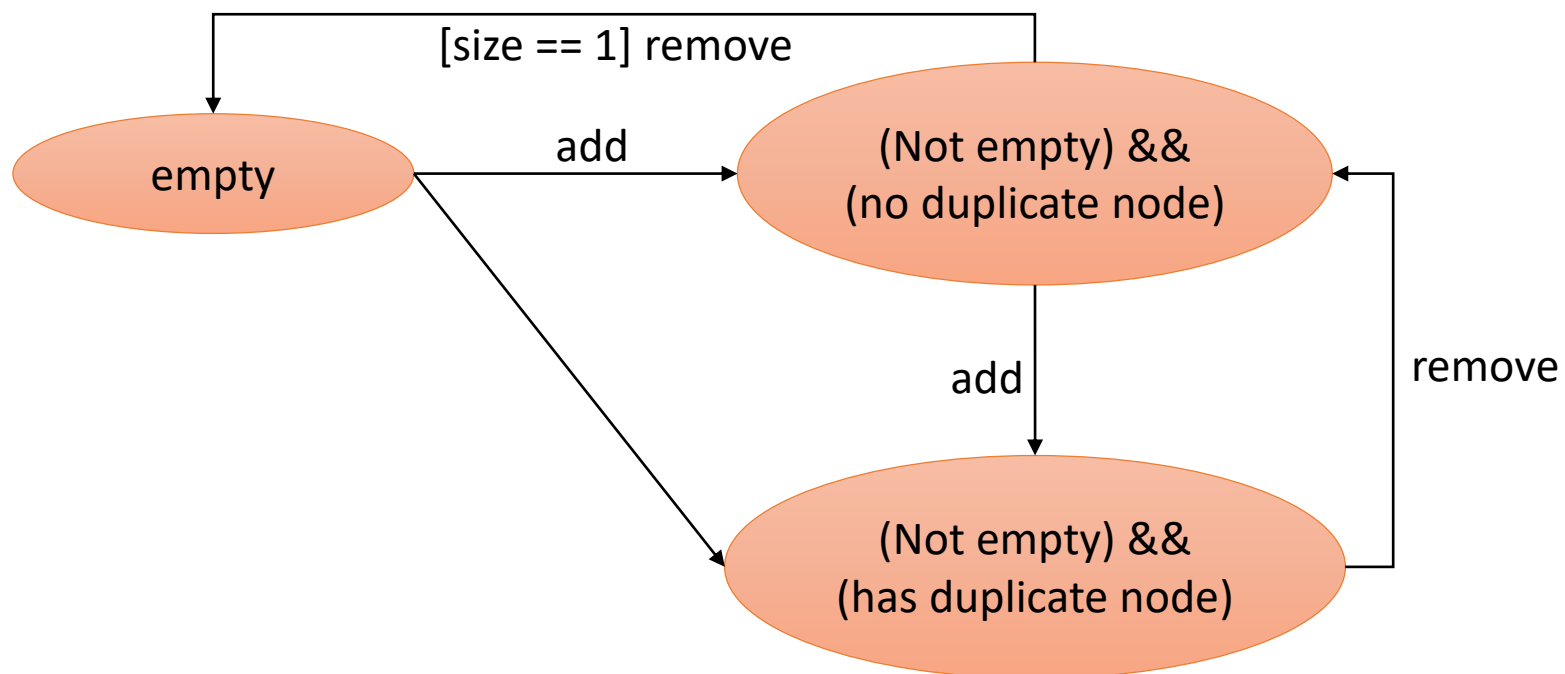 [size == 1] remove
empty
add
(Not empty) &&
(no duplicate node)
add
remove
(Not empty) &&
(has duplicate node)